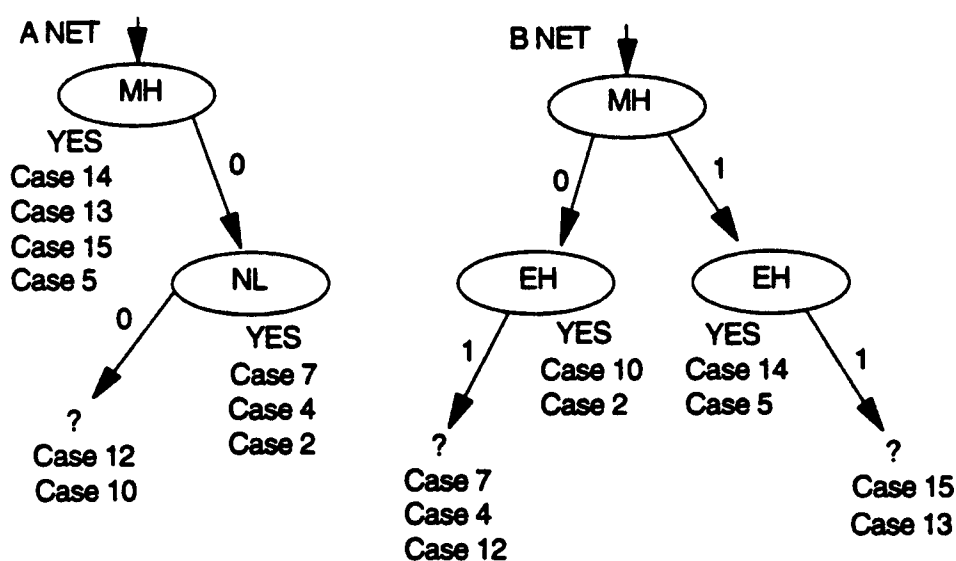 A NET
MH
YES
Case 14
Case 13
Case 15
Case 5
0
NL
0
YES
Case 7
Case 4
Case 2
?
Case 12
Case 10
B NET
MH
0
1
EH
EH
YES
Case 10
Case 2
YES
Case 14
Case 5
1
1
?
Case 7
Case 4
Case 12
?
Case 15
Case 13